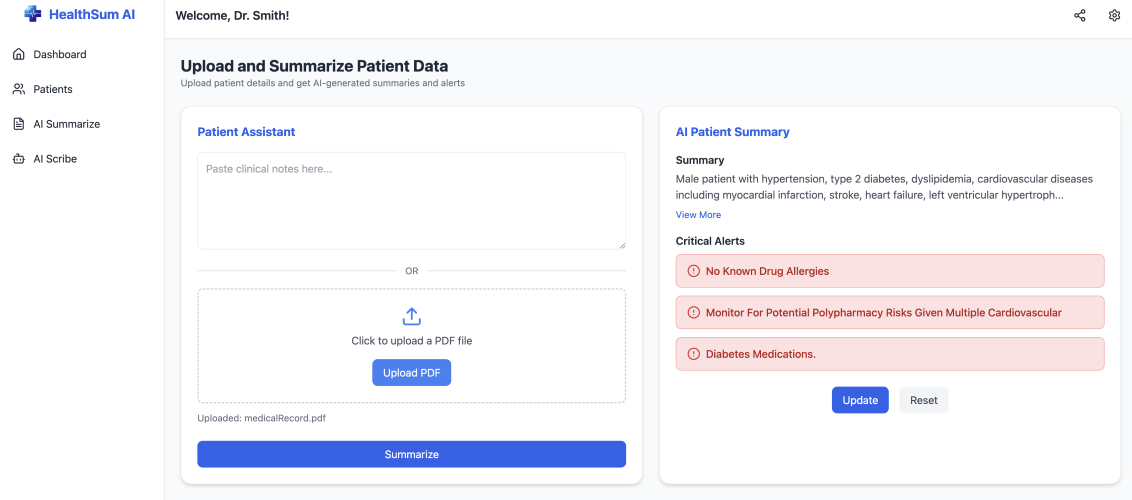 HealthSum AI
Welcome, Dr. Smith!
Dashboard
Patients
AI Summarize
AI Scribe
Upload and Summarize Patient Data
Upload patient details and get AI-generated summaries and alerts
Patient Assistant
Paste clinical notes here...
OR
Click to upload a PDF file
Upload PDF
Uploaded: medicalRecord.pdf
Summarize
AI Patient Summary
Summary
Male patient with hypertension, type 2 diabetes, dyslipidemia, cardiovascular diseases
including myocardial infarction, stroke, heart failure, left ventricular hypertroph...
View More
Critical Alerts
No Known Drug Allergies
Monitor For Potential Polypharmacy Risks Given Multiple Cardiovascular
Diabetes Medications.
Update
Reset